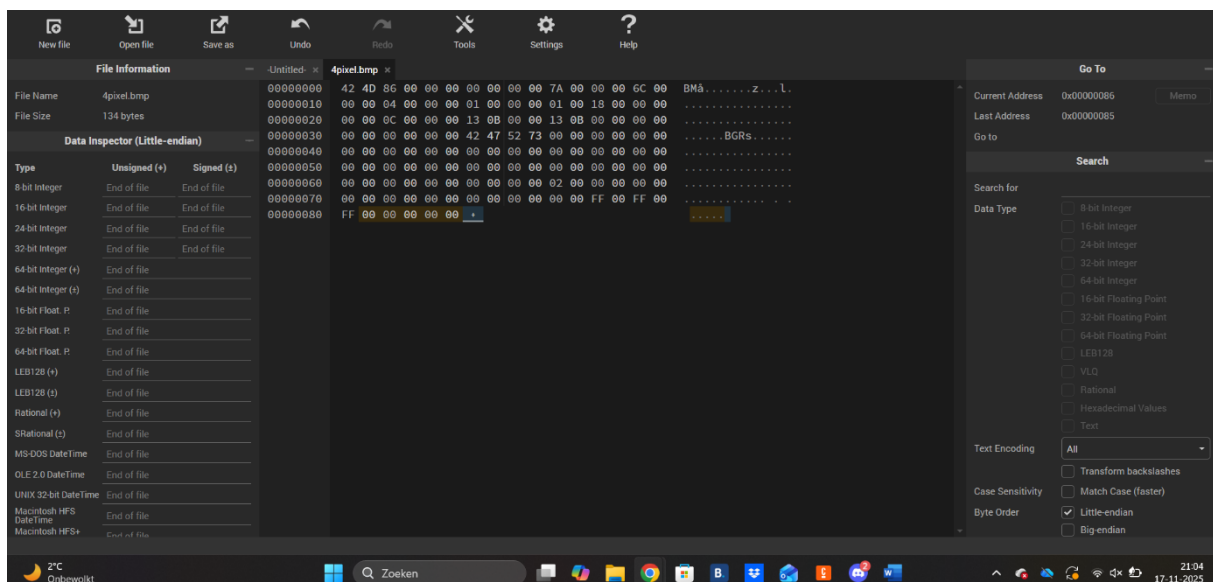 New file Open file Save as Undo Redo Tools Settings Help
File Information
File Name 4pixel.bmp
File Size 134 bytes
Data Inspector (Little-endian)
Type Unsigned (+) Signed (±)
8-bit Integer End of file End of file
16-bit Integer End of file End of file
24-bit Integer End of file End of file
32-bit Integer End of file End of file
64-bit Integer (+) End of file
64-bit Integer (±) End of file
16-bit Float. P. End of file
32-bit Float. P. End of file
64-bit Float. P. End of file
LEB128 (+) End of file
LEB128 (±) End of file
Rational (+) End of file
SRational (±) End of file
MS-DOS DateTime End of file
OLE 2.0 DateTime End of file
UNIX 32-bit DateTime End of file
Macintosh HFS DateTime End of file
Macintosh HFS+ End of file
-Untitled- × 4pixel.bmp ×
00000000 42 4D 86 00 00 00 00 00 00 00 7A 00 00 00 6C 00 BMå.......z...l.
00000010 00 00 04 00 00 00 01 00 00 00 01 00 18 00 00 00 ................
00000020 00 00 0C 00 00 00 13 0B 00 00 13 0B 00 00 00 00 ................
00000030 00 00 00 00 00 00 42 47 52 73 00 00 00 00 00 00 ......BGRs......
00000040 00 00 00 00 00 00 00 00 00 00 00 00 00 00 00 00 ................
00000050 00 00 00 00 00 00 00 00 00 00 00 00 00 00 00 00 ................
00000060 00 00 00 00 00 00 00 00 00 00 02 00 00 00 00 00 ................
00000070 00 00 00 00 00 00 00 00 00 00 00 FF 00 FF 00 ............ . .
00000080 FF 00 00 00 00 00 .....
Go To
Current Address 0x00000086 Memo
Last Address 0x00000085
Go to
Search
Search for
Data Type 8-bit Integer
16-bit Integer
24-bit Integer
32-bit Integer
64-bit Integer
16-bit Floating Point
32-bit Floating Point
64-bit Floating Point
LEB128
VLQ
Rational
Hexadecimal Values
Text
Text Encoding All
Transform backslashes
Case Sensitivity Match Case (faster)
Byte Order Little-endian
Big-endian
2°C
Onbewolkt
Zoeken
21:04
17-11-2025